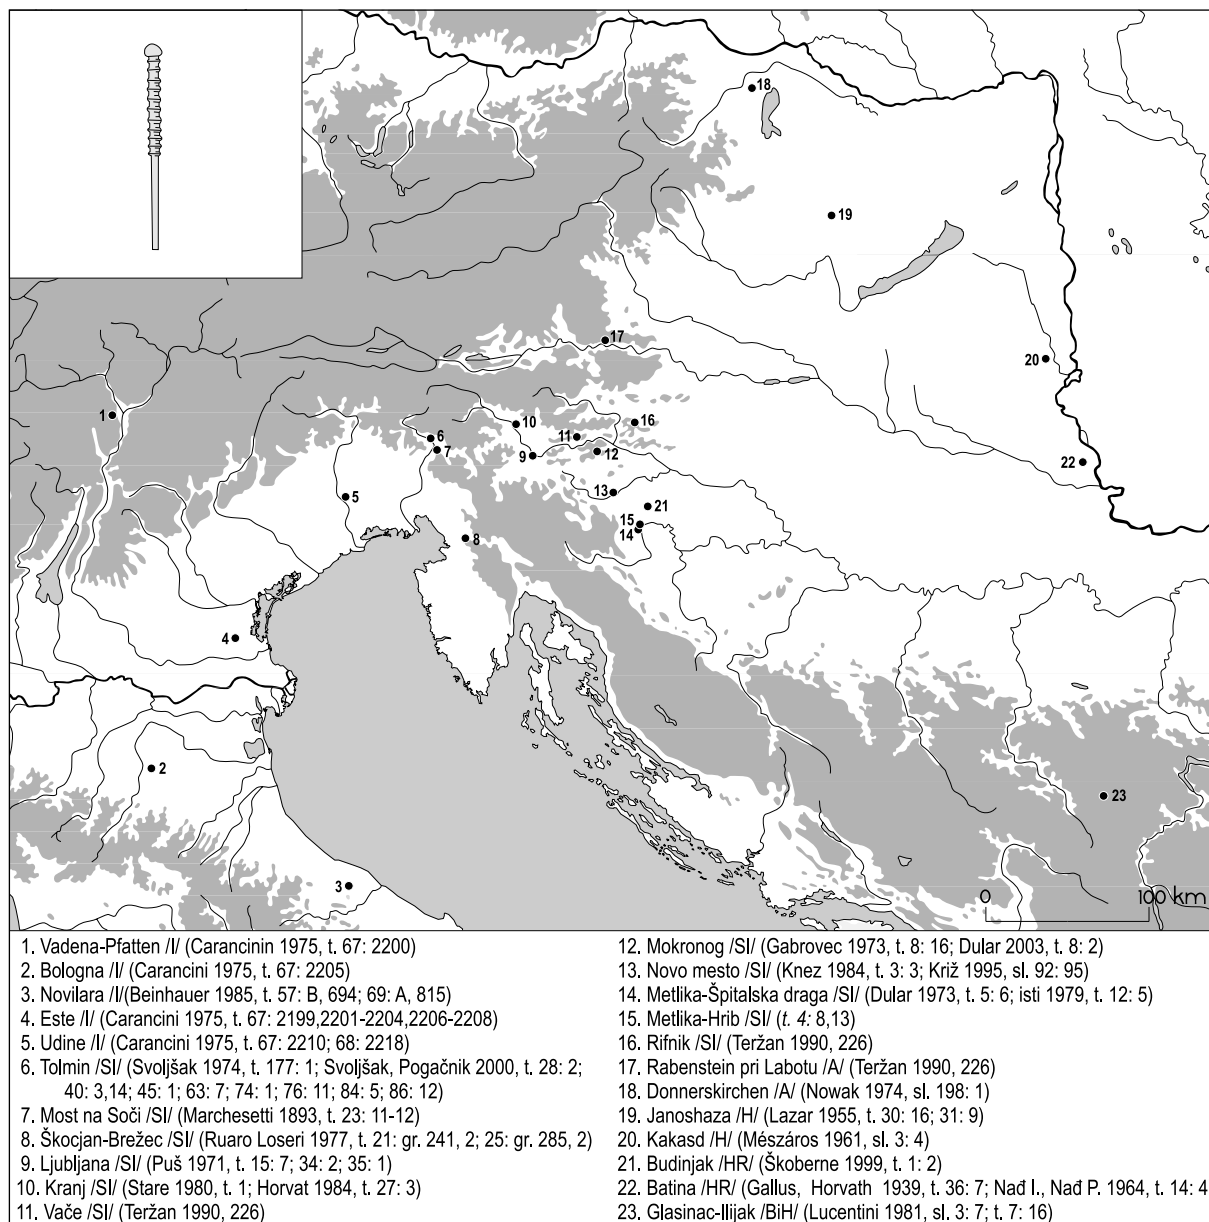 18
19
17
20
1
10
16
6
11
7
9
12
22
13
5
21
15
14
8
4
2
23
3
0 100 km
1. Vadena-Pfatten /I/ (Carancinin 1975, t. 67: 2200)
2. Bologna /I/ (Carancini 1975, t. 67: 2205)
3. Novilara /I/(Beinhauer 1985, t. 57: B, 694; 69: A, 815)
4. Este /I/ (Carancini 1975, t. 67: 2199,2201-2204,2206-2208)
5. Udine /I/ (Carancini 1975, t. 67: 2210; 68: 2218)
6. Tolmin /SI/ (Svoljšak 1974, t. 177: 1; Svoljšak, Pogačnik 2000, t. 28: 2;
40: 3,14; 45: 1; 63: 7; 74: 1; 76: 11; 84: 5; 86: 12)
7. Most na Soči /SI/ (Marchesetti 1893, t. 23: 11-12)
8. Škocjan-Brežec /SI/ (Ruaro Loseri 1977, t. 21: gr. 241, 2; 25: gr. 285, 2)
9. Ljubljana /SI/ (Puš 1971, t. 15: 7; 34: 2; 35: 1)
10. Kranj /SI/ (Stare 1980, t. 1; Horvat 1984, t. 27: 3)
11. Vače /SI/ (Teržan 1990, 226)
12. Mokronog /SI/ (Gabrovec 1973, t. 8: 16; Dular 2003, t. 8: 2)
13. Novo mesto /SI/ (Knez 1984, t. 3: 3; Križ 1995, sl. 92: 95)
14. Metlika-Špitalska draga /SI/ (Dular 1973, t. 5: 6; isti 1979, t. 12: 5)
15. Metlika-Hrib /SI/ (t. 4: 8,13)
16. Rifnik /SI/ (Teržan 1990, 226)
17. Rabenstein pri Labotu /A/ (Teržan 1990, 226)
18. Donnerskirchen /A/ (Nowak 1974, sl. 198: 1)
19. Janoshaza /H/ (Lazar 1955, t. 30: 16; 31: 9)
20. Kakasd /H/ (Mészáros 1961, sl. 3: 4)
21. Budinjak /HR/ (Škoberne 1999, t. 1: 2)
22. Batina /HR/ (Gallus, Horvath 1939, t. 36: 7; Nađ I., Nađ P. 1964, t. 14: 4
23. Glasinac-Ilijak /BiH/ (Lucentini 1981, sl. 3: 7; t. 7: 16)